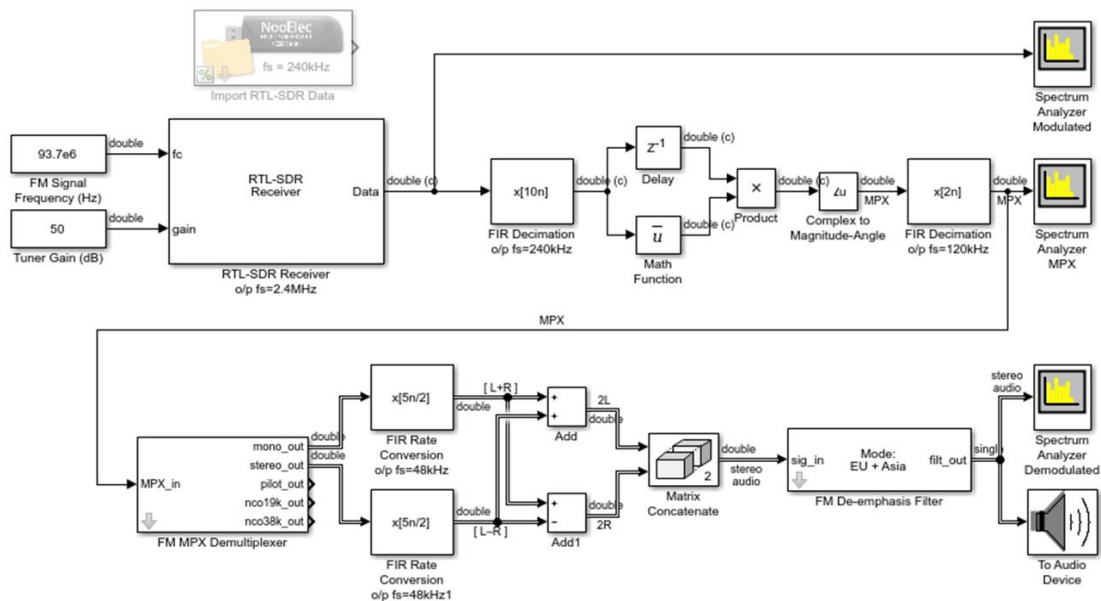 NooElec
fs = 240kHz
%
Import RTL-SDR Data
Spectrum
Analyzer
Modulated
93.7e6
double
FM Signal
Frequency (Hz)
50
double
Tuner Gain (dB)
fc
gain
RTL-SDR
Receiver
Data
RTL-SDR Receiver
o/p fs=2.4MHz
double (c)
x[10n]
FIR Decimation
o/p fs=240kHz
double (c)
z-1
Delay
double (c)
u
Math
Function
double (c)
×
Product
double (c)
∠u
Complex to
Magnitude-Angle
double
MPX
x[2n]
FIR Decimation
o/p fs=120kHz
double
MPX
Spectrum
Analyzer
MPX
MPX
MPX_in
mono_out
stereo_out
pilot_out
nco19k_out
nco38k_out
FM MPX Demultiplexer
double
double
x[5n/2]
FIR Rate
Conversion
o/p fs=48kHz
x[5n/2]
FIR Rate
Conversion
o/p fs=48kHz1
[ L+R ]
double
double
[ L–R ]
+
+
Add
2L
double
+
−
Add1
double
2R
2
Matrix
Concatenate
double
stereo
audio
sig_in
Mode:
EU + Asia
filt_out
FM De-emphasis Filter
single
stereo
audio
Spectrum
Analyzer
Demodulated
To Audio
Device